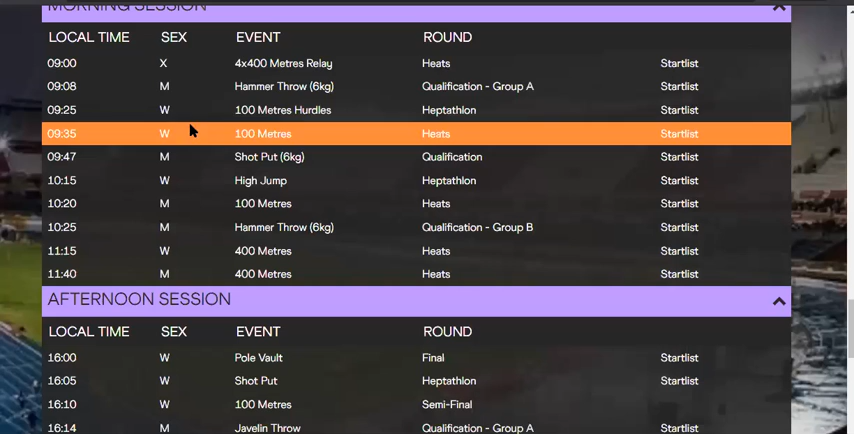 MORNING SESSION
LOCAL TIME SEX EVENT ROUND
09:00 X 4x400 Metres Relay Heats Startlist
09:08 M Hammer Throw (6kg) Qualification - Group A Startlist
09:25 W 100 Metres Hurdles Heptathlon Startlist
09:35 W 100 Metres Heats Startlist
09:47 M Shot Put (6kg) Qualification Startlist
10:15 W High Jump Heptathlon Startlist
10:20 M 100 Metres Heats Startlist
10:25 M Hammer Throw (6kg) Qualification - Group B Startlist
11:15 W 400 Metres Heats Startlist
11:40 M 400 Metres Heats Startlist
AFTERNOON SESSION
LOCAL TIME SEX EVENT ROUND
16:00 W Pole Vault Final Startlist
16:05 W Shot Put Heptathlon Startlist
16:10 W 100 Metres Semi-Final
16:14 M Javelin Throw Qualification - Group A Startlist